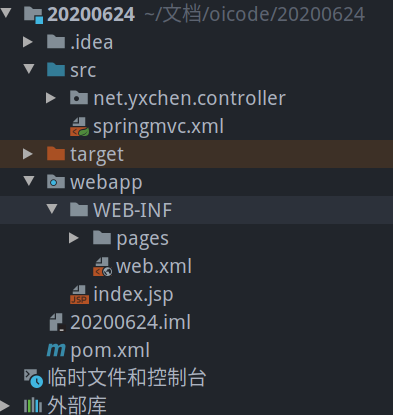 20200624 ~/文档/oicode/20200624
.idea
src
net.yxchen.controller
springmvc.xml
target
webapp
WEB-INF
pages
web.xml
index.jsp
20200624.iml
pom.xml
临时文件和控制台
外部库